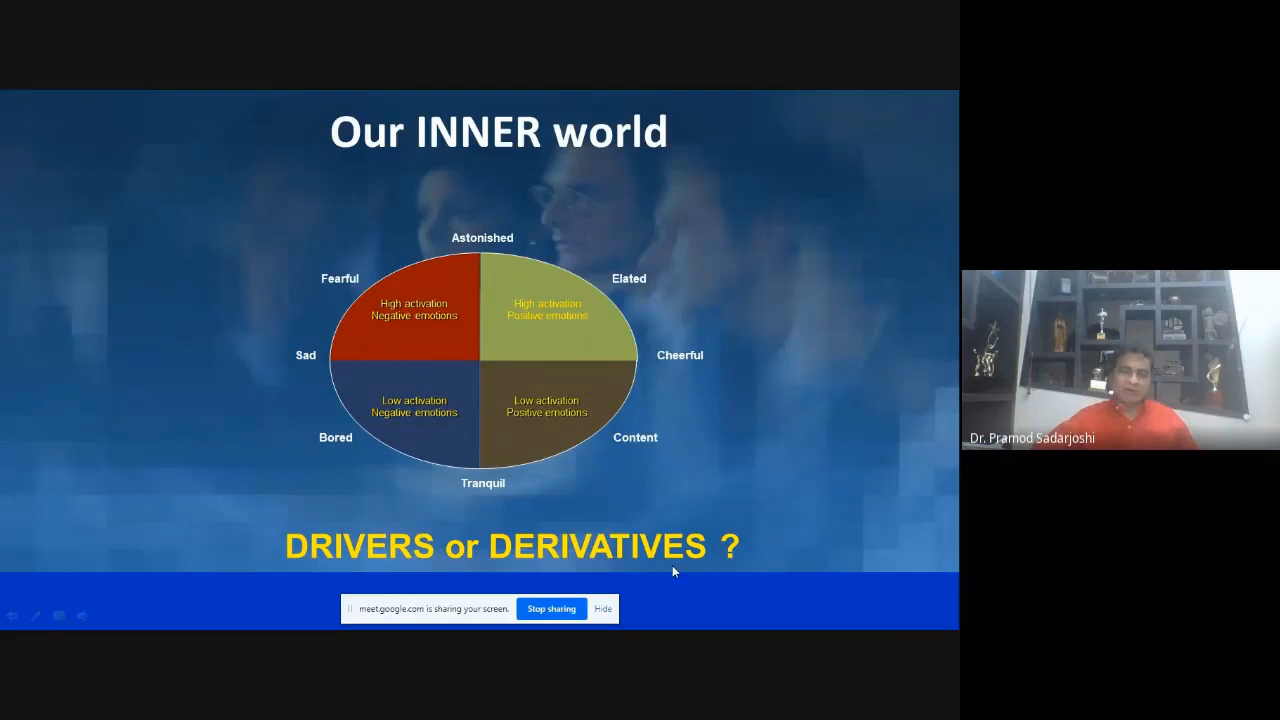 Our INNER world
Astonished
Fearful
Elated
High activation
Negative emotions
High activation
Positive emotions
Sad
Cheerful
Low activation
Negative emotions
Low activation
Positive emotions
Bored
Content
Tranquil
DRIVERS or DERIVATIVES ?
meet.google.com is sharing your screen.
Stop sharing
Hide
Dr. Pramod Sadarjoshi